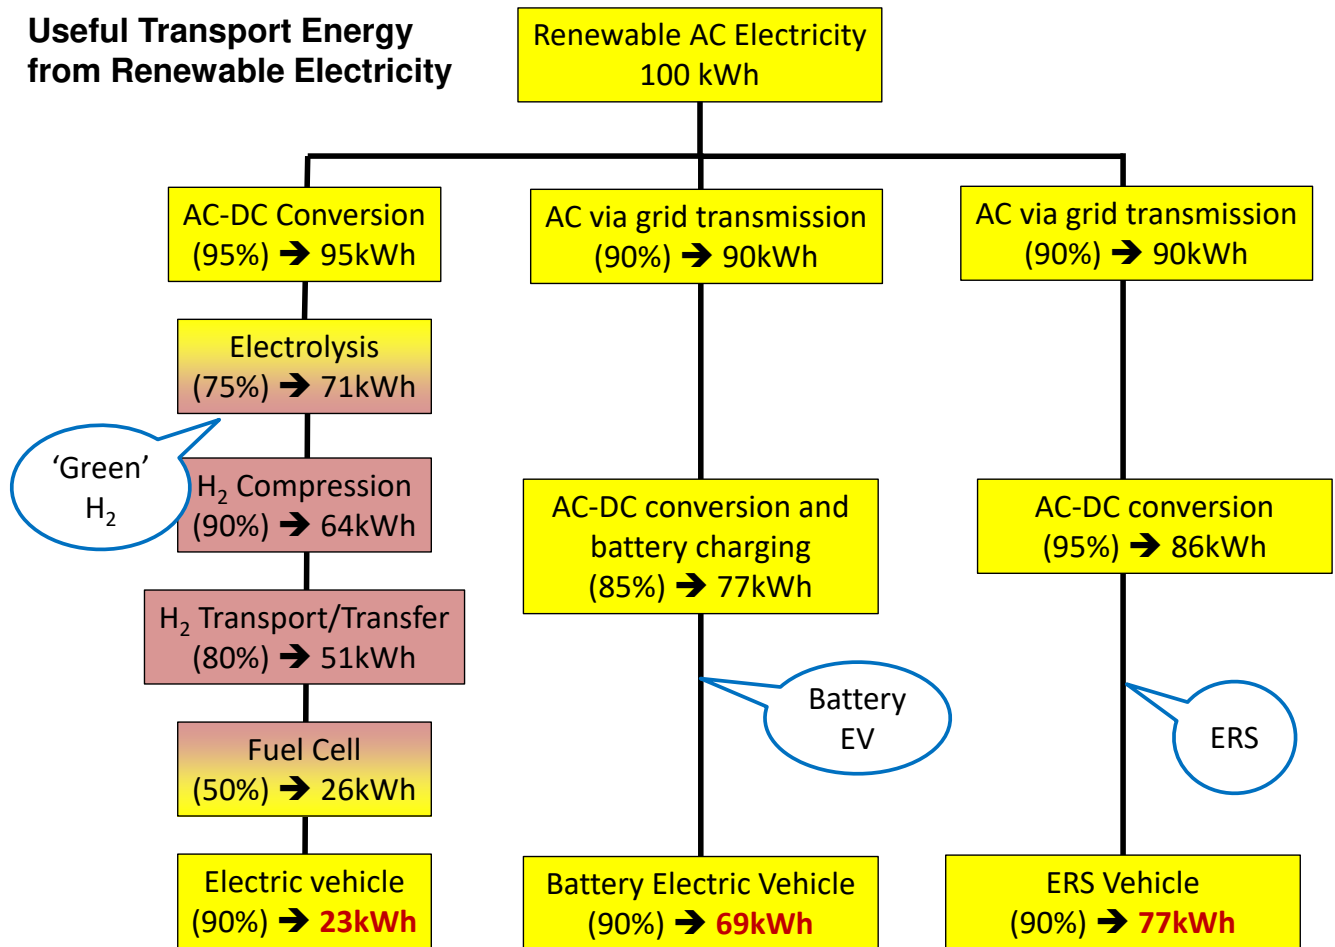 Useful Transport Energy
from Renewable Electricity
Renewable AC Electricity
100 kWh
AC-DC Conversion
(95%) ➔ 95kWh
Electrolysis
(75%) ➔ 71kWh
‘Green’
H₂
H₂ Compression
(90%) ➔ 64kWh
H₂ Transport/Transfer
(80%) ➔ 51kWh
Fuel Cell
(50%) ➔ 26kWh
Electric vehicle
(90%) ➔ 23kWh
AC via grid transmission
(90%) ➔ 90kWh
AC-DC conversion and
battery charging
(85%) ➔ 77kWh
Battery
EV
Battery Electric Vehicle
(90%) ➔ 69kWh
AC via grid transmission
(90%) ➔ 90kWh
AC-DC conversion
(95%) ➔ 86kWh
ERS
ERS Vehicle
(90%) ➔ 77kWh